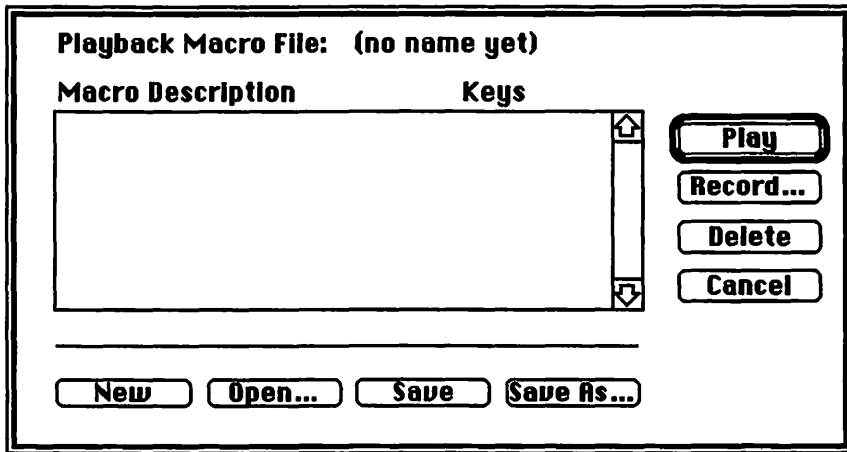 Playback Macro File: (no name yet)
Macro Description Keys
Play
Record...
Delete
Cancel
New Open... Save Save As...